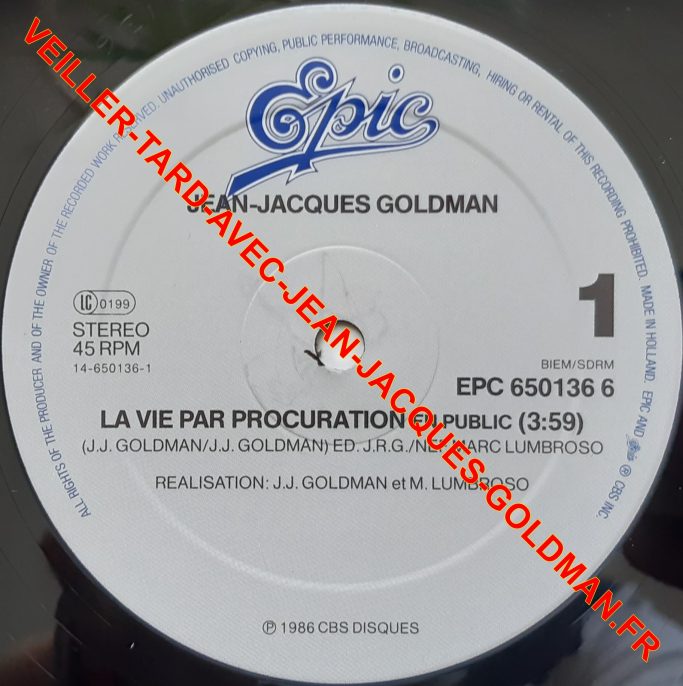 ALL RIGHTS OF THE PRODUCER AND OF THE OWNER OF THE RECORDED WORK RESERVED. UNAUTHORISED COPYING, PUBLIC PERFORMANCE, BROADCASTING, HIRING OR RENTAL OF THIS RECORDING PROHIBITED. MADE IN HOLLAND. EPIC AND Epic ® CBS INC.
Epic
JEAN-JACQUES GOLDMAN
LC 0199
STEREO
45 RPM
14-650136-1
1
BIEM/SDRM
EPC 650136 6
LA VIE PAR PROCURATION EN PUBLIC (3:59)
(J.J. GOLDMAN/J.J. GOLDMAN) ED. J.R.G./NEF MARC LUMBROSO
REALISATION: J.J. GOLDMAN et M. LUMBROSO
℗ 1986 CBS DISQUES
VEILLER-TARD-AVEC-JEAN-JACQUES-GOLDMAN.FR